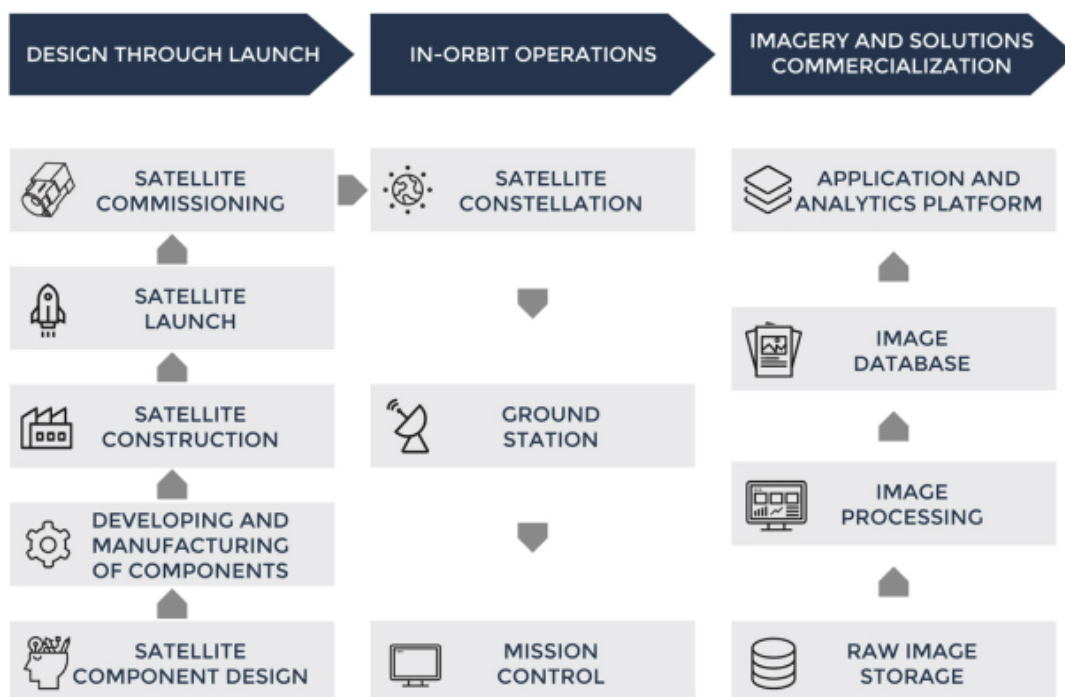 DESIGN THROUGH LAUNCH
IN-ORBIT OPERATIONS
IMAGERY AND SOLUTIONS
COMMERCIALIZATION
SATELLITE
COMMISSIONING
SATELLITE
LAUNCH
SATELLITE
CONSTRUCTION
DEVELOPING AND
MANUFACTURING
OF COMPONENTS
SATELLITE
COMPONENT DESIGN
SATELLITE
CONSTELLATION
GROUND
STATION
MISSION
CONTROL
APPLICATION AND
ANALYTICS PLATFORM
IMAGE
DATABASE
IMAGE
PROCESSING
RAW IMAGE
STORAGE